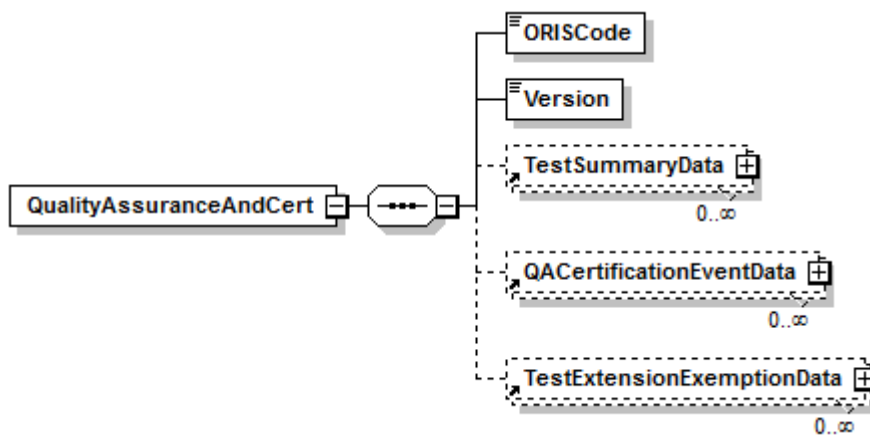 ORISCode
Version
TestSummaryData
0..∞
QualityAssuranceAndCert
QACertificationEventData
0..∞
TestExtensionExemptionData
0..∞